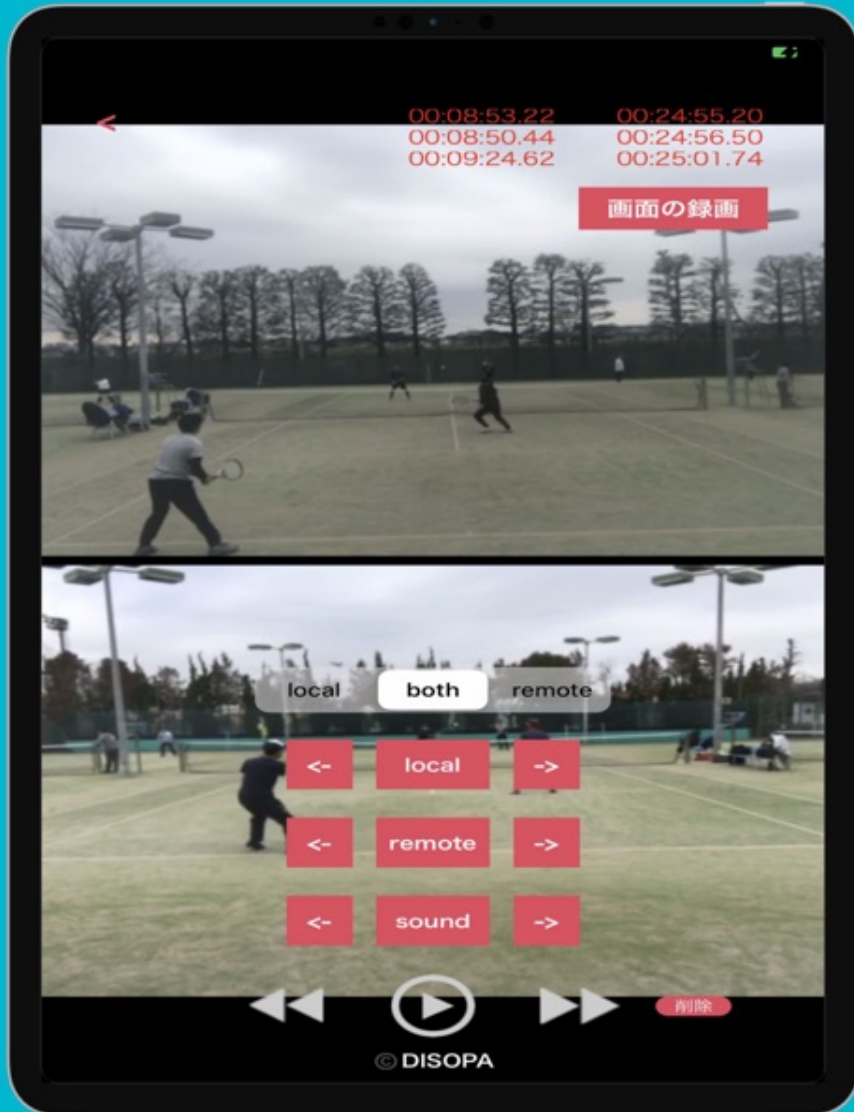 <
00:08:53.22 00:24:55.20
00:08:50.44 00:24:56.50
00:09:24.62 00:25:01.74
画面の録画
local both remote
<- local ->
<- remote ->
<- sound ->
削除
© DISOPA